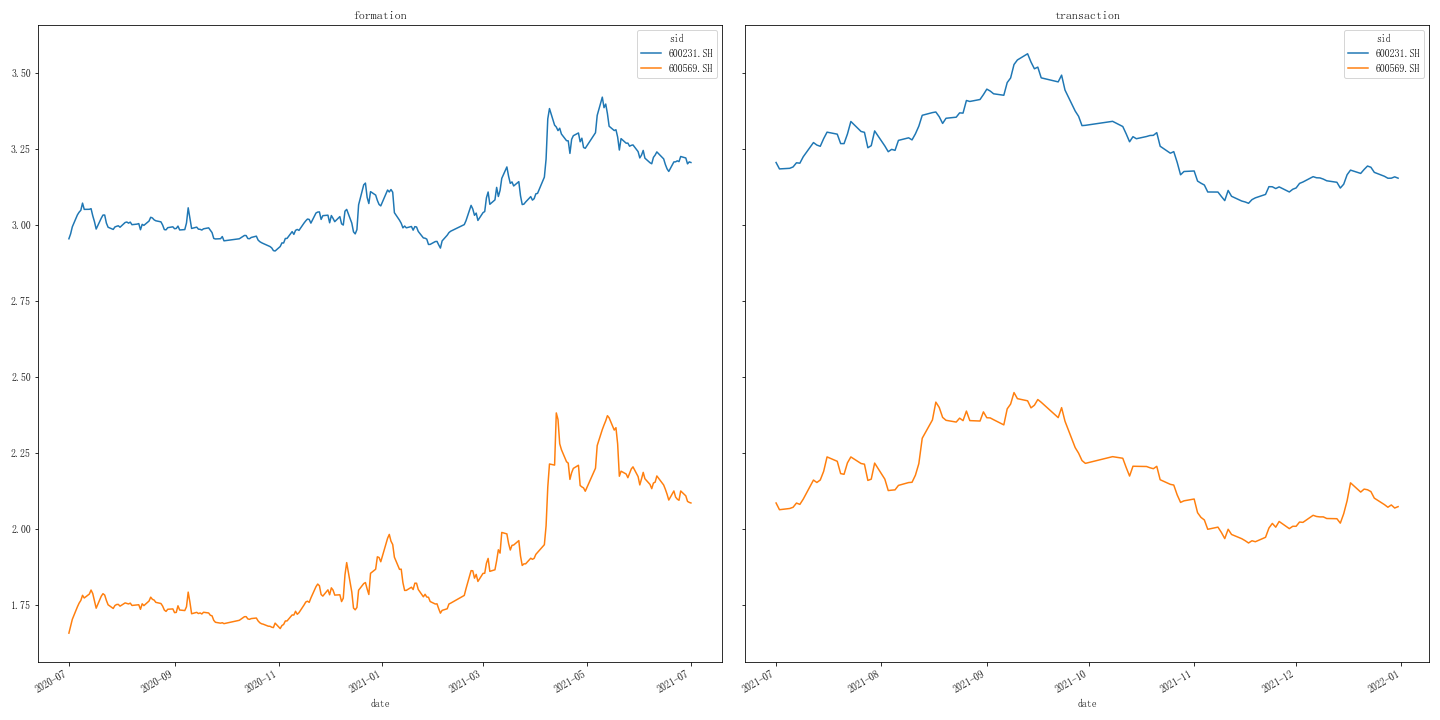 formation
sid
600231.SH
600569.SH
3.50
3.25
3.00
2.75
2.50
2.25
2.00
1.75
2020-07
2020-09
2020-11
2021-01
2021-03
2021-05
2021-07
date
transaction
sid
600231.SH
600569.SH
2021-07
2021-08
2021-09
2021-10
2021-11
2021-12
2022-01
date